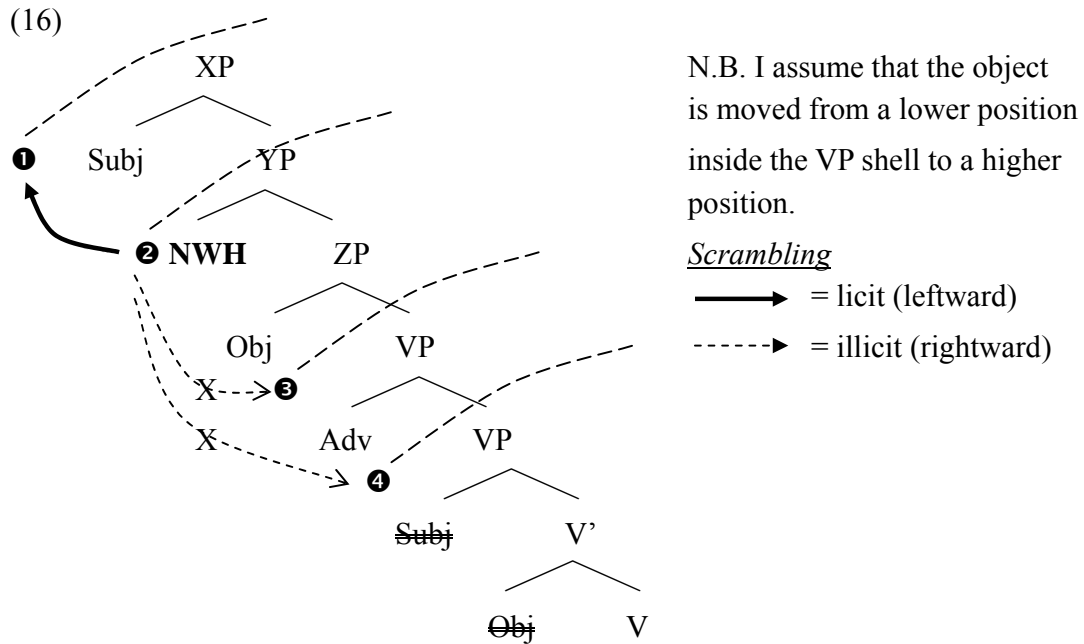 (16)
XP
N.B. I assume that the object
is moved from a lower position
❶ Subj YP
inside the VP shell to a higher
position.
❷ NWH ZP
Scrambling
= licit (leftward)
Obj VP
= illicit (rightward)
X ❸
X Adv VP
❹
Subj V’
Obj V